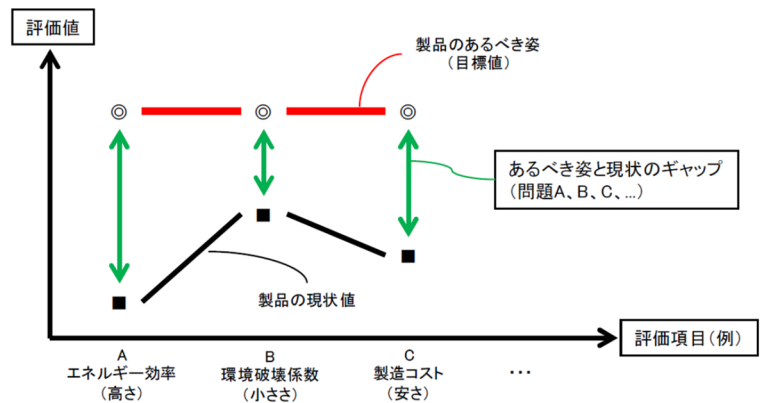 評価値
製品のあるべき姿
（目標値）
◎ ◎ ◎
あるべき姿と現状のギャップ
（問題A、B、C、…）
■ ■ ■
製品の現状値
評価項目（例）
A
エネルギー効率
（高さ）
B
環境破壊係数
（小ささ）
C
製造コスト
（安さ）
…